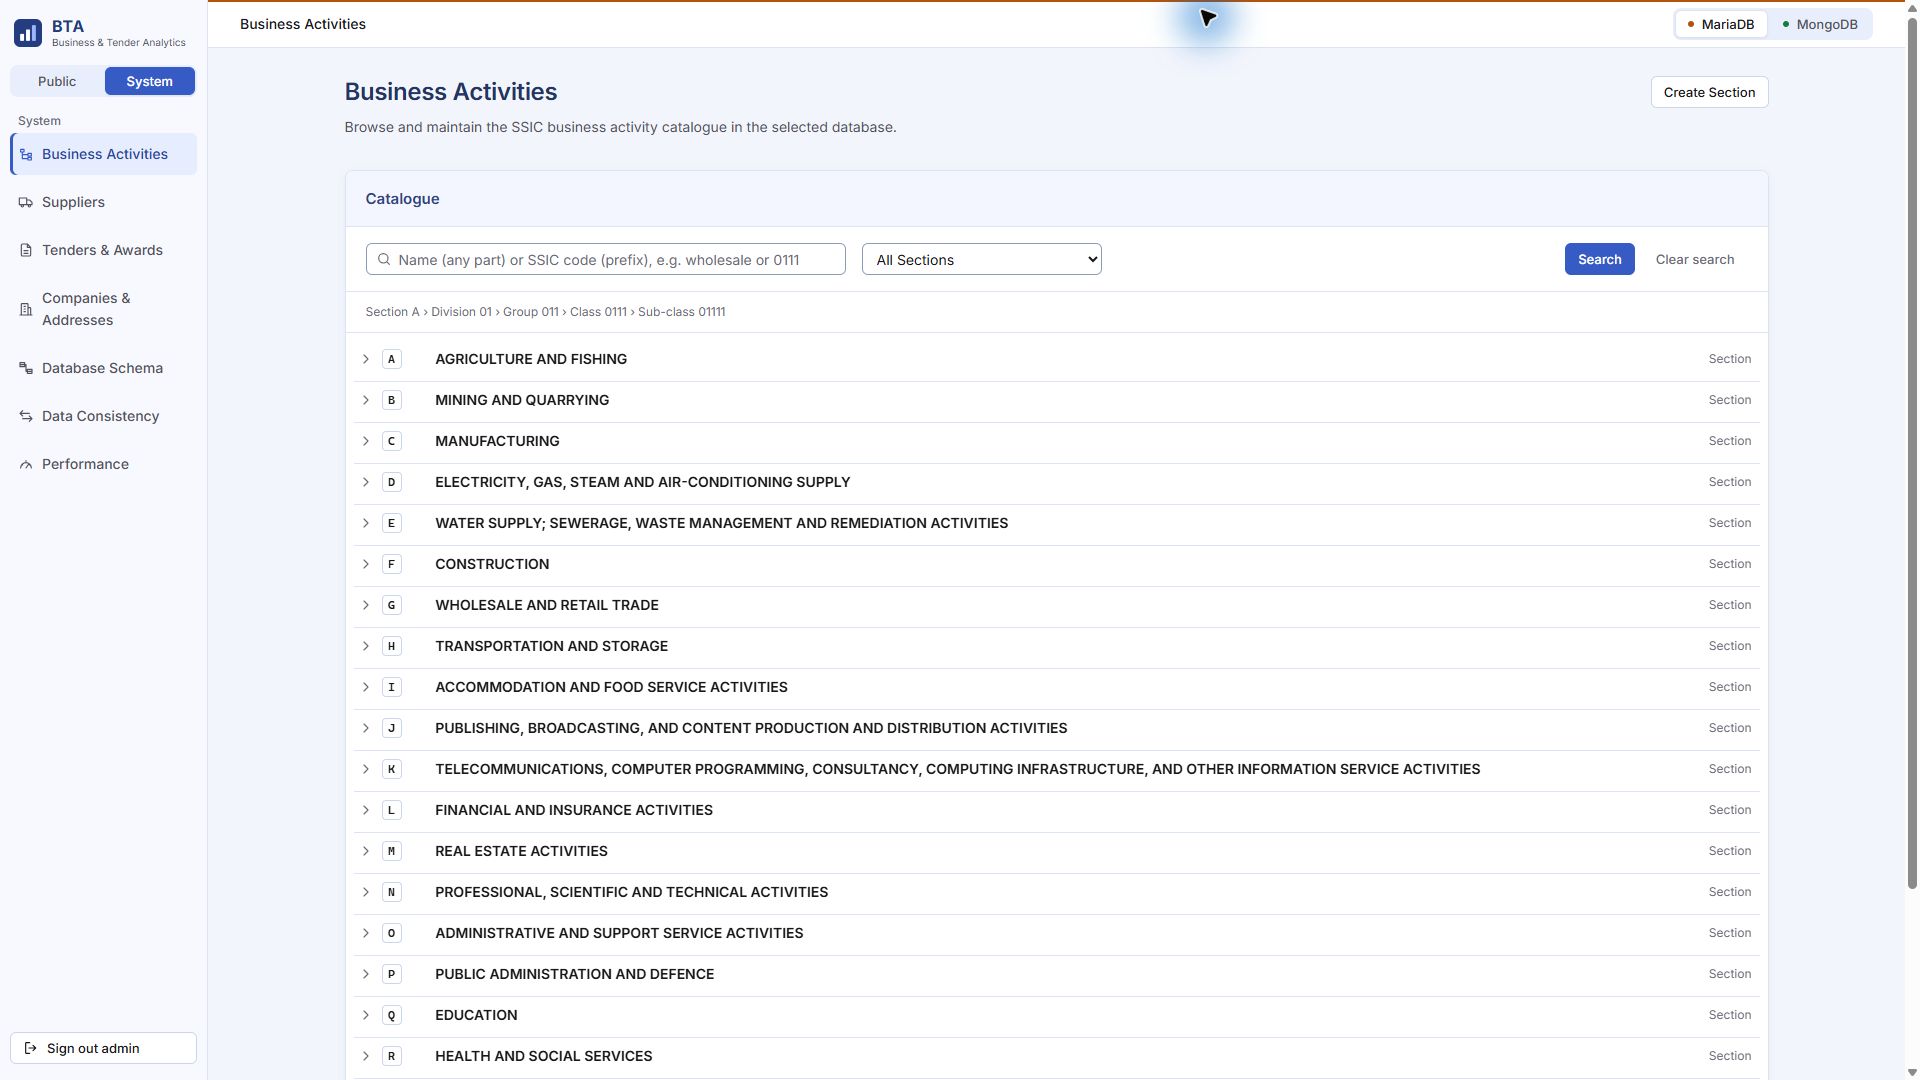 BTA
Business & Tender Analytics
Public
System
System
Business Activities
Suppliers
Tenders & Awards
Companies &
Addresses
Database Schema
Data Consistency
Performance
Sign out admin
Business Activities
MariaDB
MongoDB
Business Activities
Create Section
Browse and maintain the SSIC business activity catalogue in the selected database.
Catalogue
Name (any part) or SSIC code (prefix), e.g. wholesale or 0111
All Sections
Search
Clear search
Section A › Division 01 › Group 011 › Class 0111 › Sub-class 01111
A AGRICULTURE AND FISHING Section
B MINING AND QUARRYING Section
C MANUFACTURING Section
D ELECTRICITY, GAS, STEAM AND AIR-CONDITIONING SUPPLY Section
E WATER SUPPLY; SEWERAGE, WASTE MANAGEMENT AND REMEDIATION ACTIVITIES Section
F CONSTRUCTION Section
G WHOLESALE AND RETAIL TRADE Section
H TRANSPORTATION AND STORAGE Section
I ACCOMMODATION AND FOOD SERVICE ACTIVITIES Section
J PUBLISHING, BROADCASTING, AND CONTENT PRODUCTION AND DISTRIBUTION ACTIVITIES Section
K TELECOMMUNICATIONS, COMPUTER PROGRAMMING, CONSULTANCY, COMPUTING INFRASTRUCTURE, AND OTHER INFORMATION SERVICE ACTIVITIES Section
L FINANCIAL AND INSURANCE ACTIVITIES Section
M REAL ESTATE ACTIVITIES Section
N PROFESSIONAL, SCIENTIFIC AND TECHNICAL ACTIVITIES Section
O ADMINISTRATIVE AND SUPPORT SERVICE ACTIVITIES Section
P PUBLIC ADMINISTRATION AND DEFENCE Section
Q EDUCATION Section
R HEALTH AND SOCIAL SERVICES Section